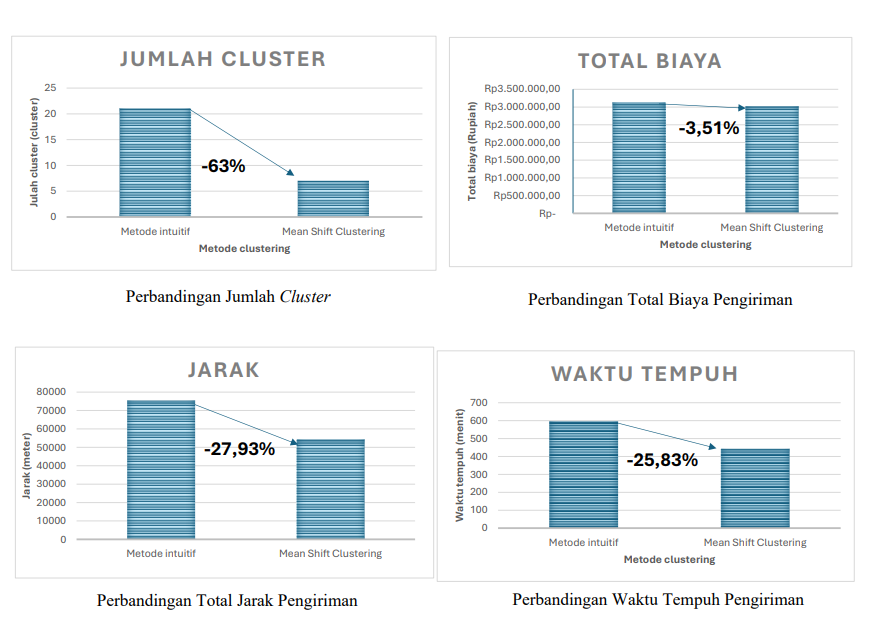 JUMLAH CLUSTER
25
20
15
10
5
0
Julah cluster (cluster)
-63%
Metode intuitif
Mean Shift Clustering
Metode clustering
Perbandingan Jumlah Cluster
TOTAL BIAYA
Rp3.500.000,00
Rp3.000.000,00
Rp2.500.000,00
Rp2.000.000,00
Rp1.500.000,00
Rp1.000.000,00
Rp500.000,00
Rp-
Total biaya (Rupiah)
-3,51%
Metode intuitif
Mean Shift Clustering
Metode clustering
Perbandingan Total Biaya Pengiriman
JARAK
80000
70000
60000
50000
40000
30000
20000
10000
0
Jarak (meter)
-27,93%
Metode intuitif
Mean Shift Clustering
Perbandingan Total Jarak Pengiriman
WAKTU TEMPUH
700
600
500
400
300
200
100
0
Waktu tempuh (menit)
-25,83%
Metode intuitif
Mean Shift Clustering
Metode clustering
Perbandingan Waktu Tempuh Pengiriman